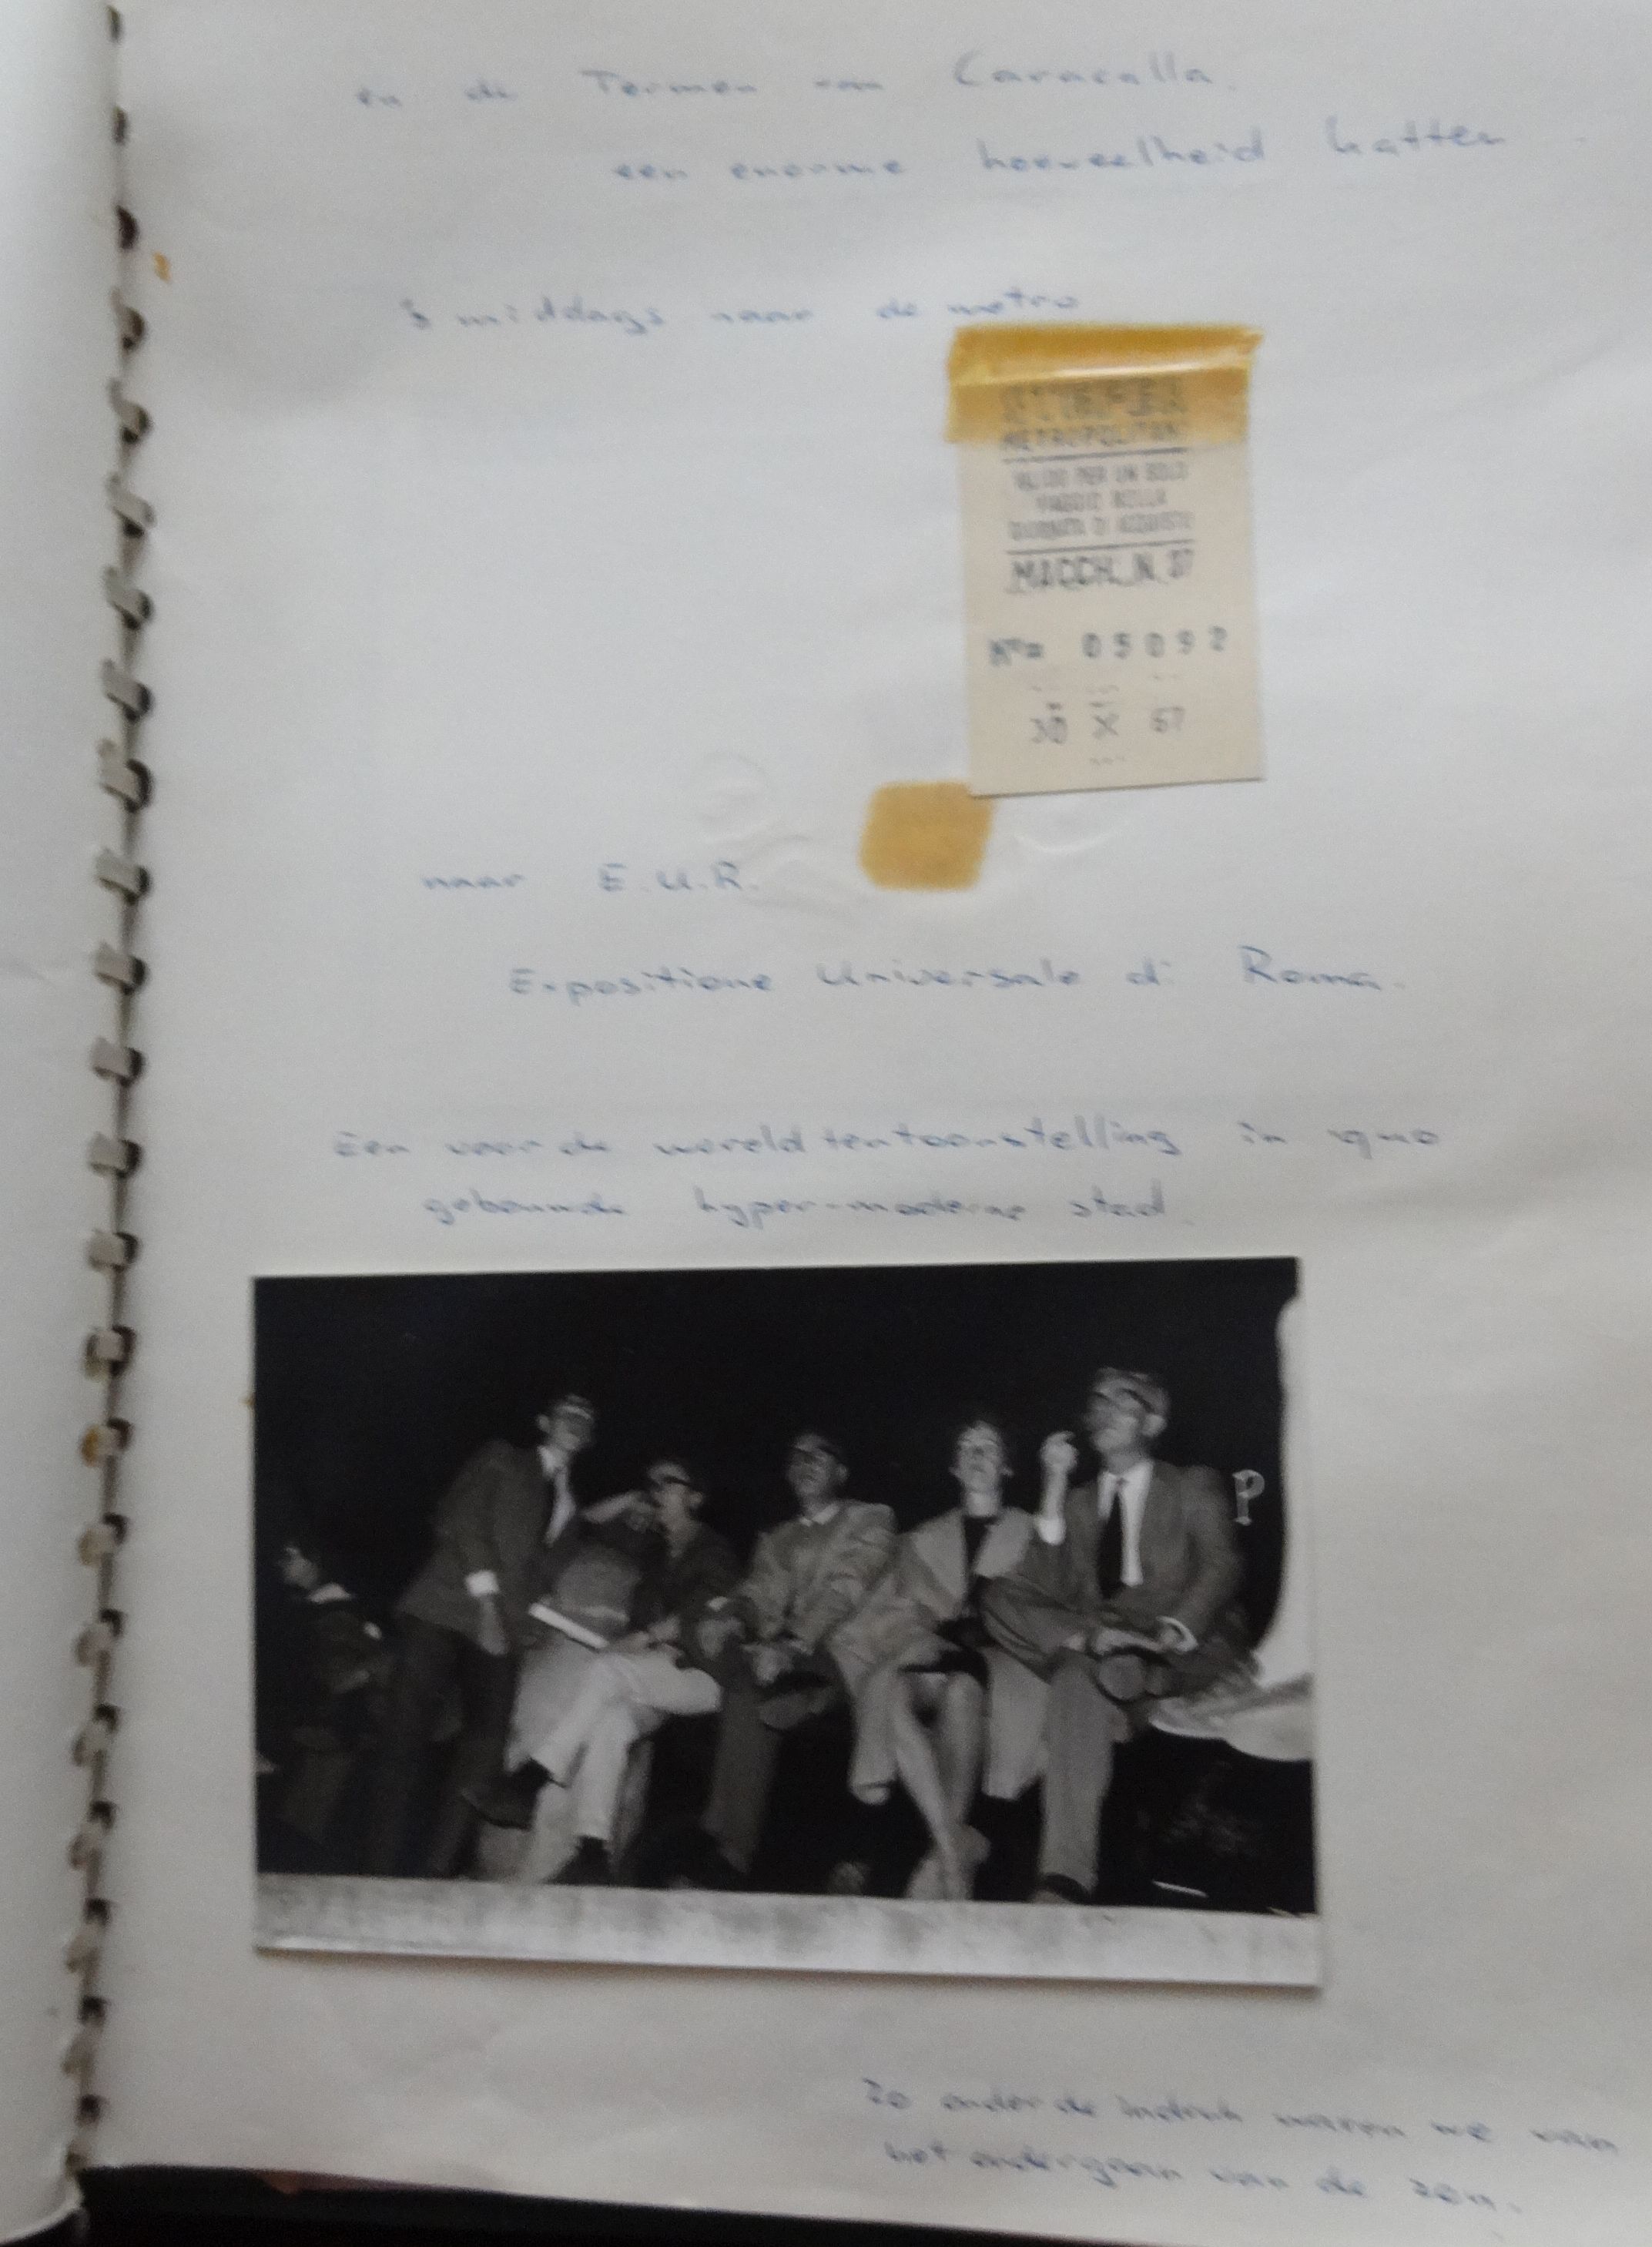 en de Termen van Caracalla.
een enorme hoeveelheid katten
's middags naar de metro
S.T.E.F.E.R.
METROPOLITANA
VALIDO PER UN SOLO
VIAGGIO NELLA
GIORNATA DI ACQUISTO
MACCH. N. 37
Nº= 05092
30 X 67
naar E.U.R.
Expositione Universale di Roma.
Een voor de wereldtentoonstelling in 1940
gebouwde hyper-moderne stad.
P
Zo onder de indruk waren we van
het ondergaan van de zon.